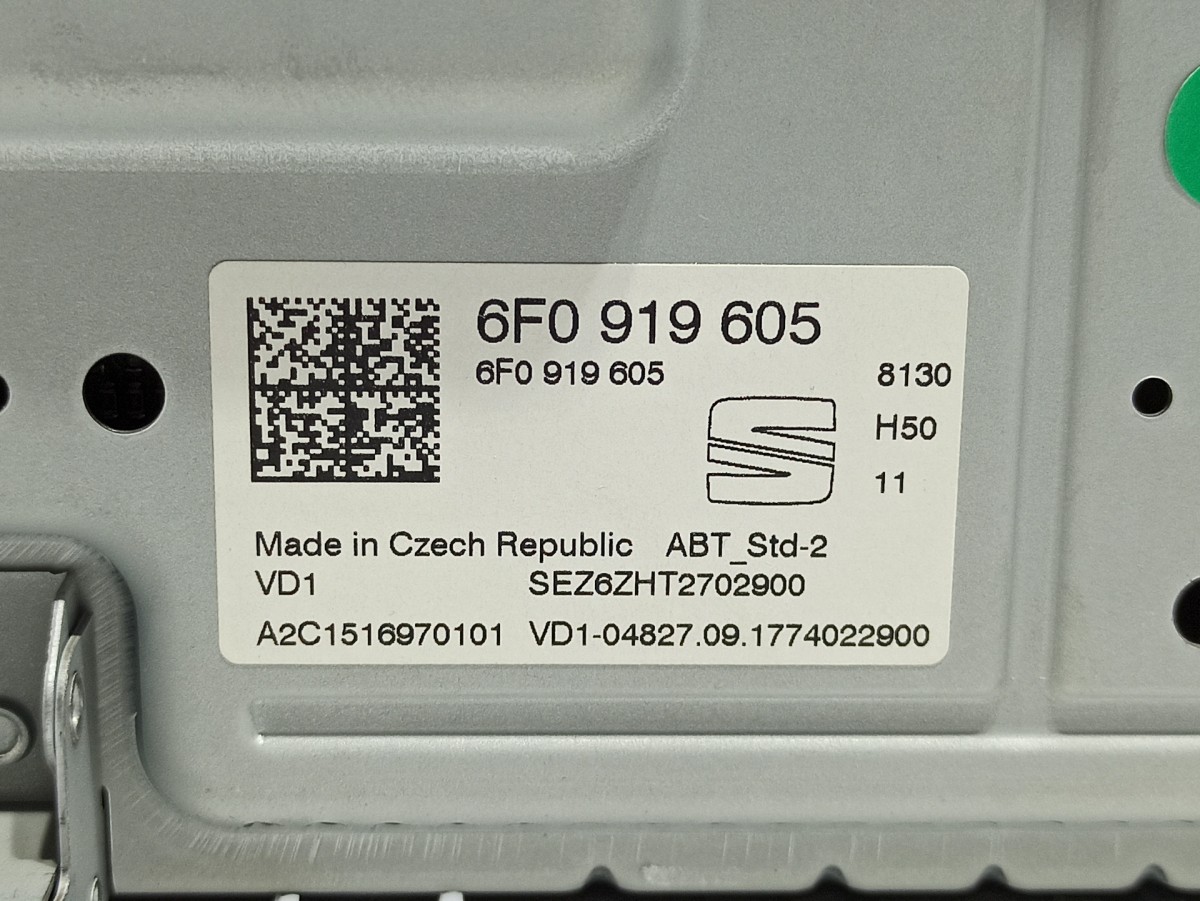 6F0 919 605
6F0 919 605 8130
H50
11
Made in Czech Republic ABT_Std-2
VD1 SEZ6ZHT2702900
A2C1516970101 VD1-04827.09.1774022900